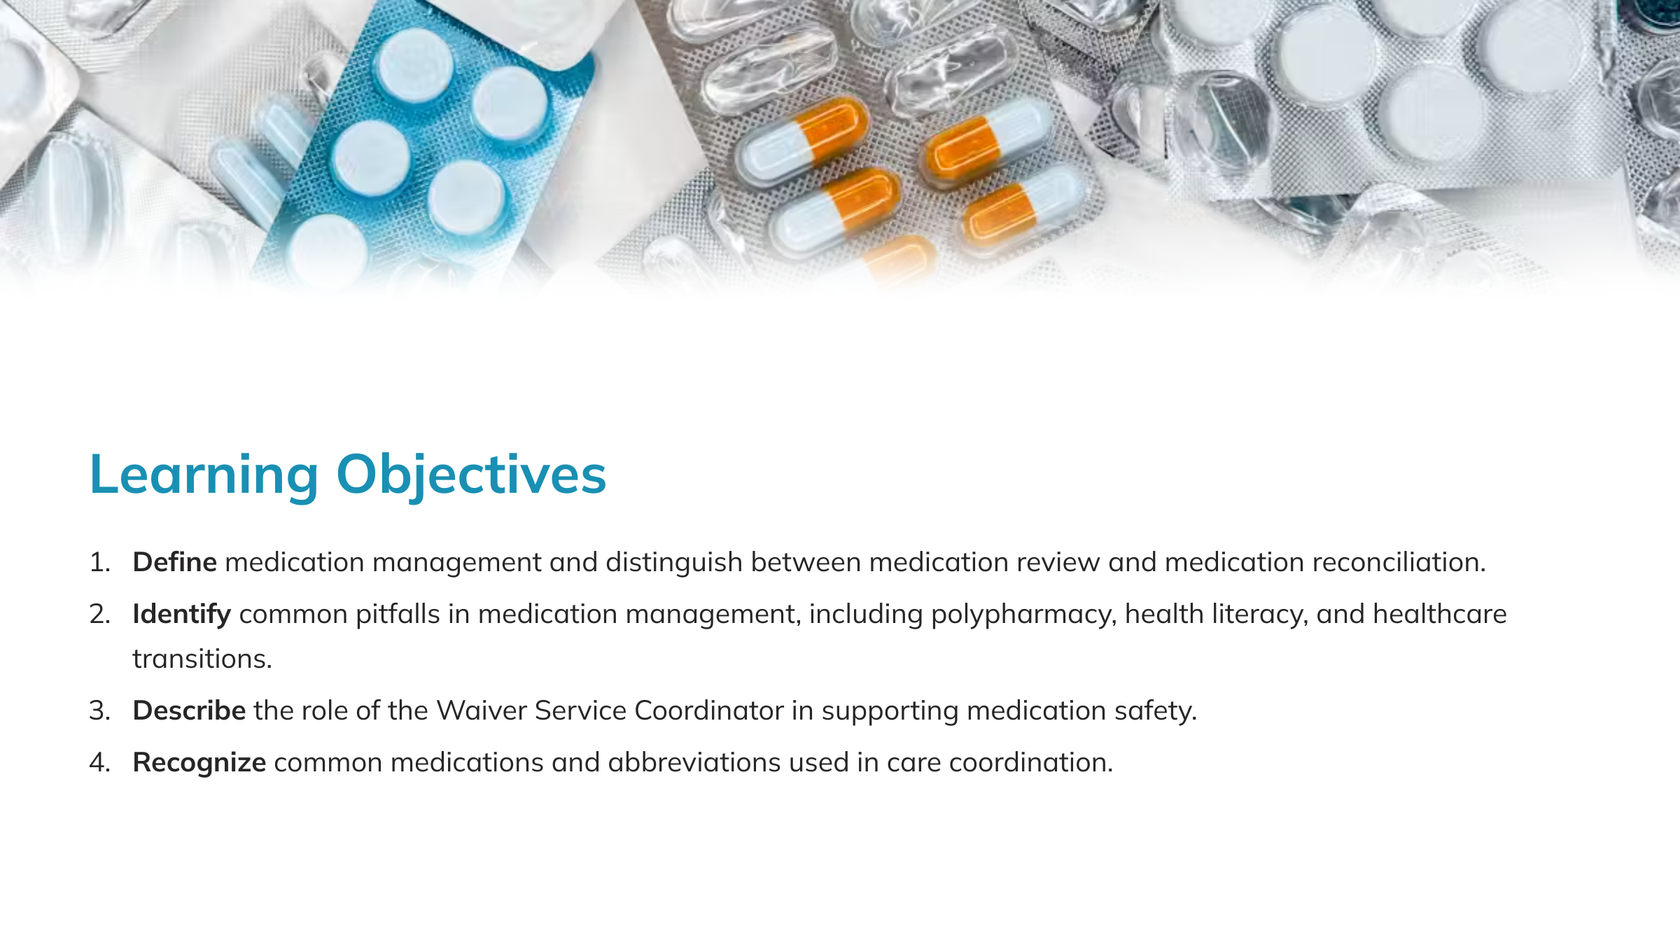 Learning Objectives
1. Define medication management and distinguish between medication review and medication reconciliation.
2. Identify common pitfalls in medication management, including polypharmacy, health literacy, and healthcare
transitions.
3. Describe the role of the Waiver Service Coordinator in supporting medication safety.
4. Recognize common medications and abbreviations used in care coordination.